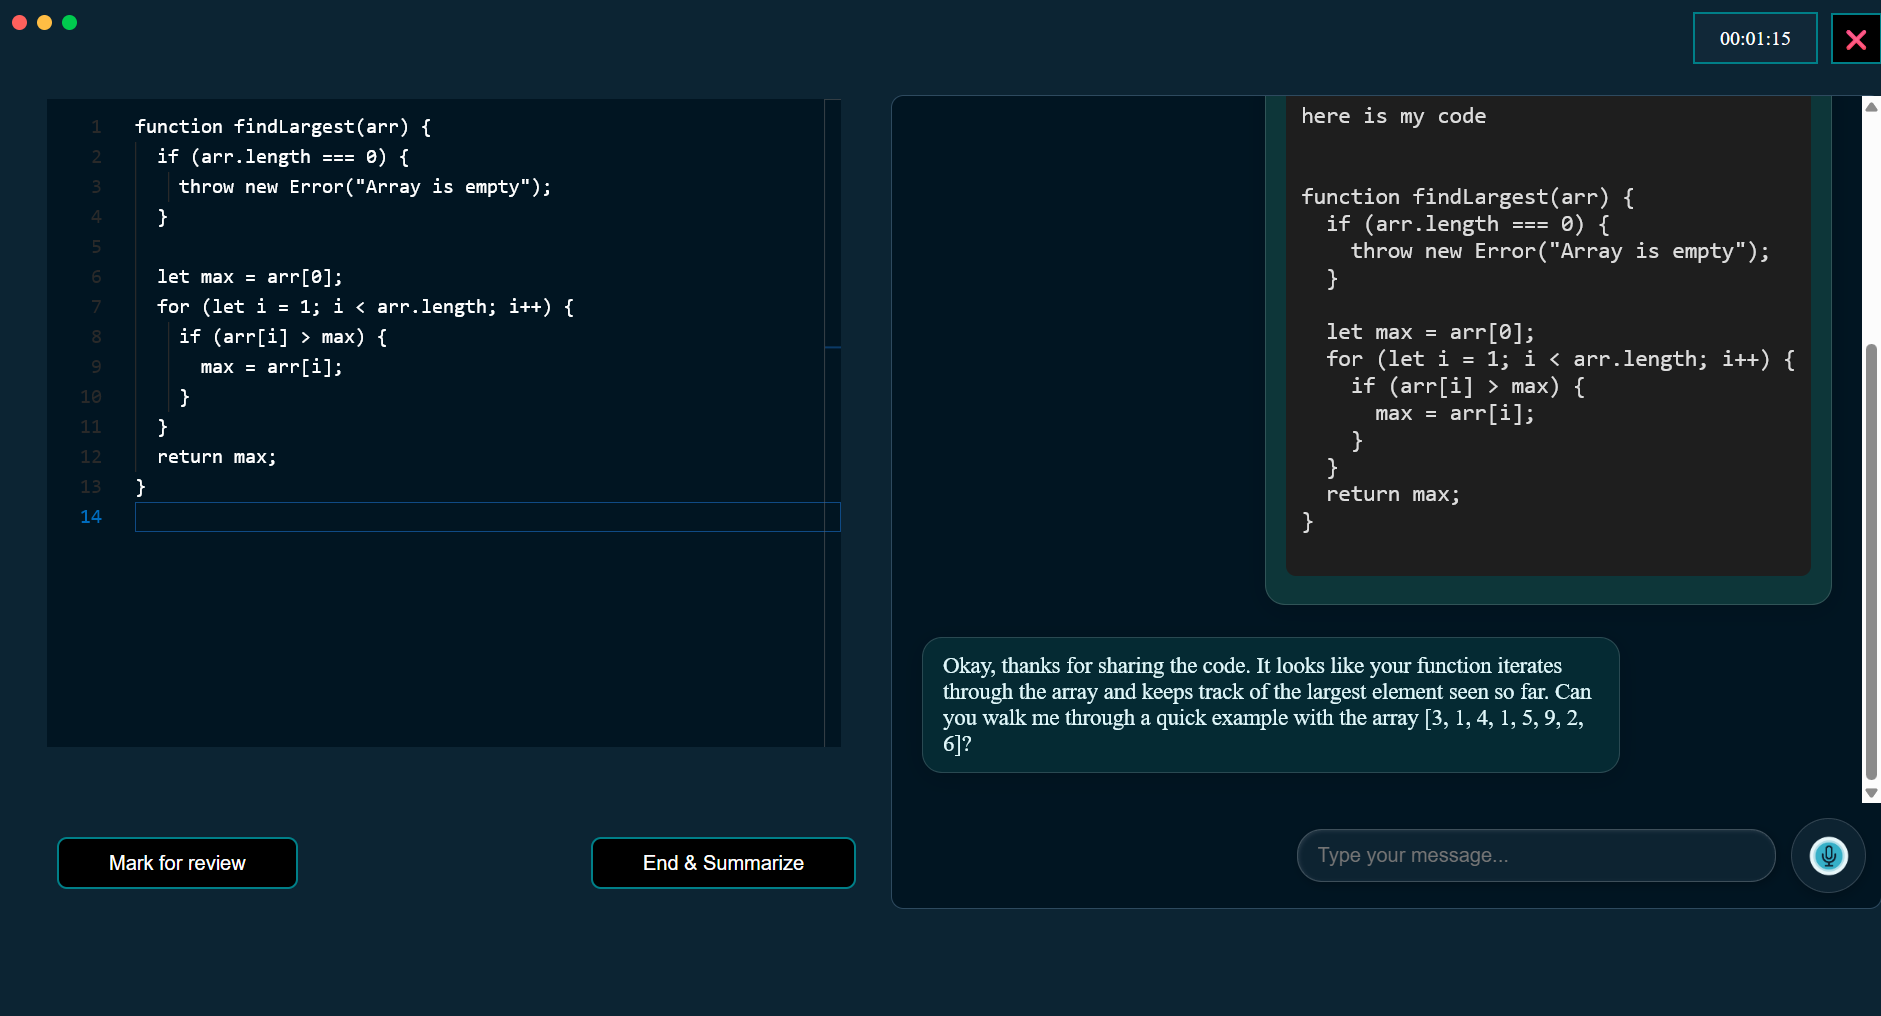 00:01:15
1 function findLargest(arr) {
2   if (arr.length === 0) {
3     throw new Error("Array is empty");
4   }
5
6   let max = arr[0];
7   for (let i = 1; i < arr.length; i++) {
8     if (arr[i] > max) {
9       max = arr[i];
10     }
11   }
12   return max;
13 }
14
Mark for review
End & Summarize
here is my code
function findLargest(arr) {
  if (arr.length === 0) {
    throw new Error("Array is empty");
  }
  let max = arr[0];
  for (let i = 1; i < arr.length; i++) {
    if (arr[i] > max) {
      max = arr[i];
    }
  }
  return max;
}
Okay, thanks for sharing the code. It looks like your function iterates
through the array and keeps track of the largest element seen so far. Can
you walk me through a quick example with the array [3, 1, 4, 1, 5, 9, 2,
6]?
Type your message...